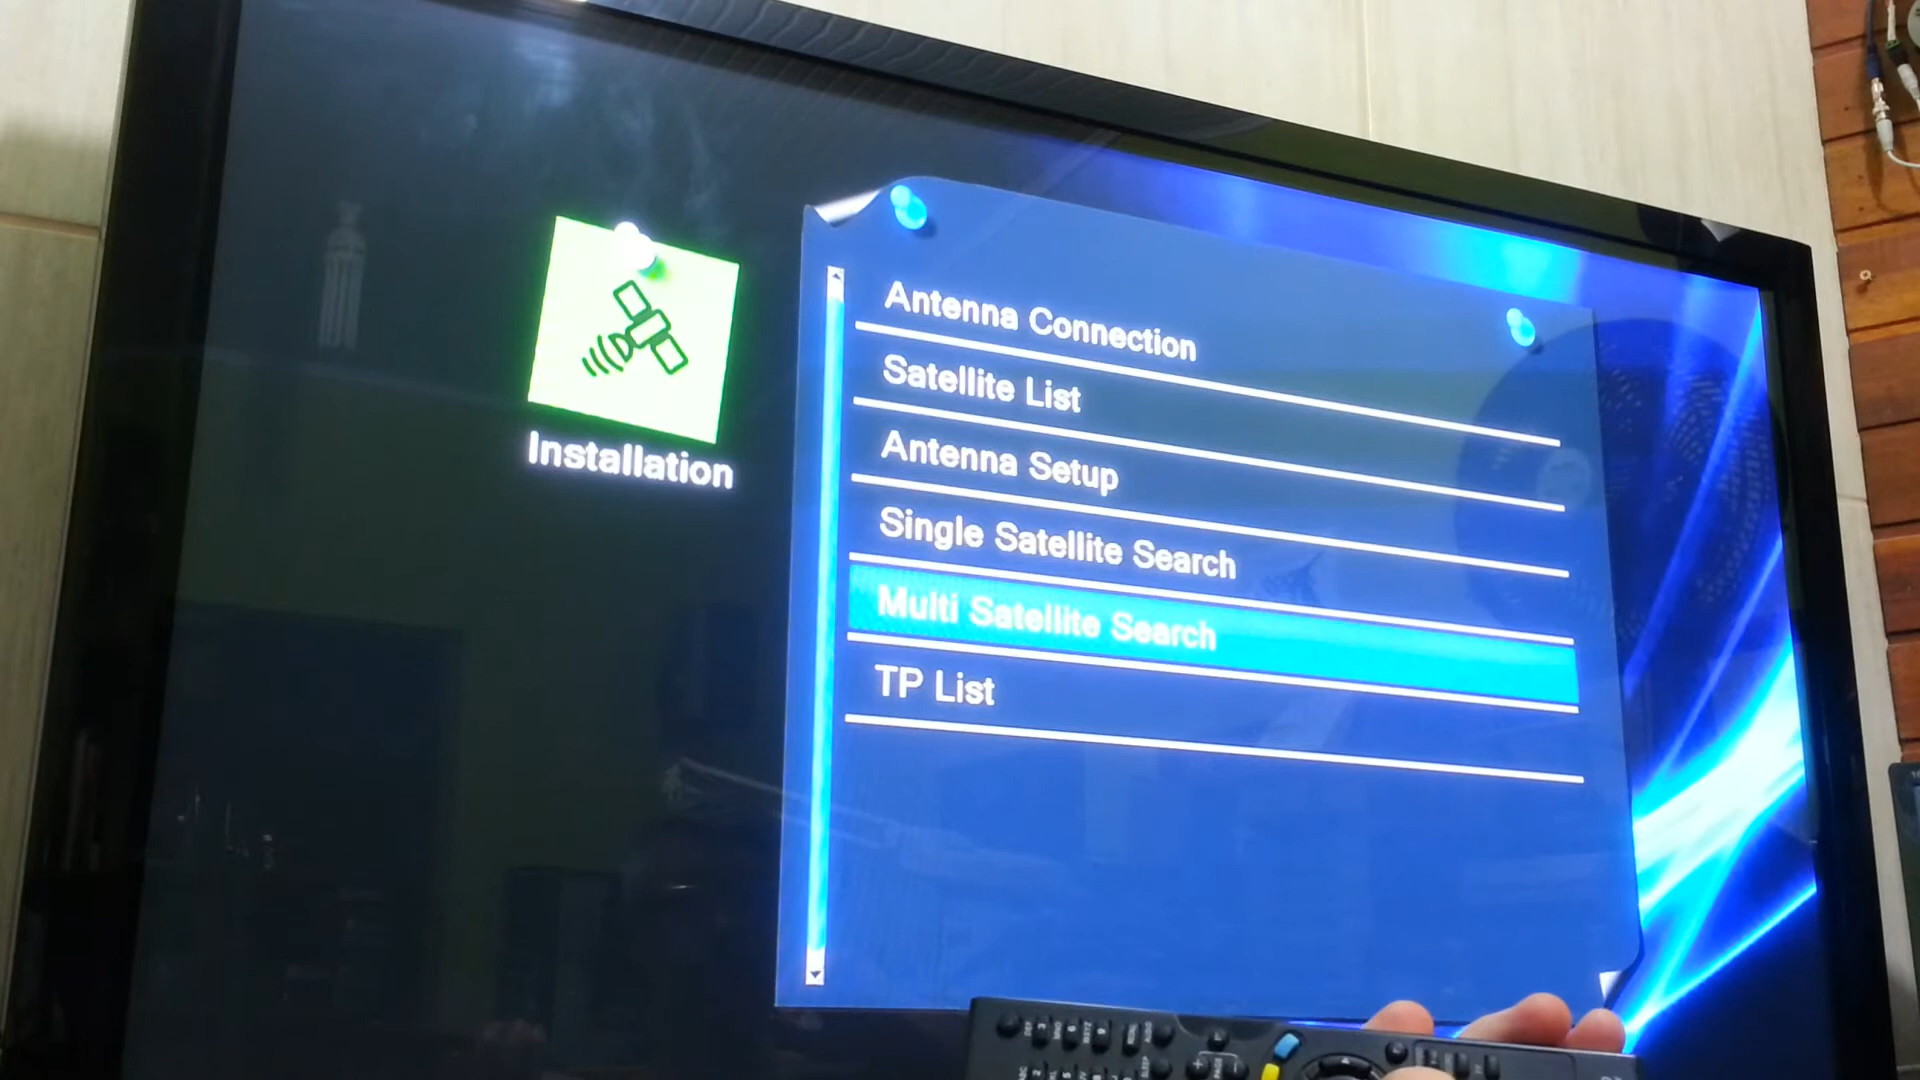 Installation
Antenna Connection
Satellite List
Antenna Setup
Single Satellite Search
Multi Satellite Search
TP List